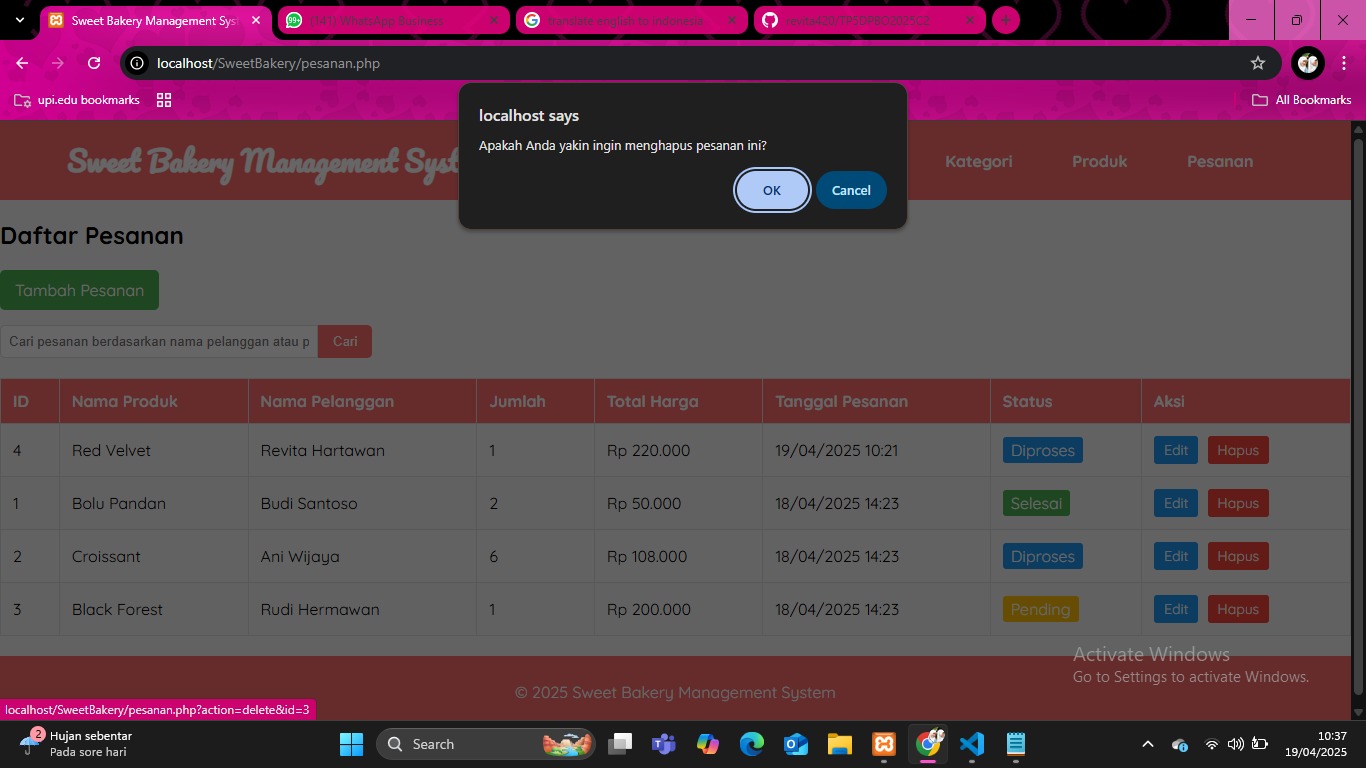 Sweet Bakery Management Sys
(141) WhatsApp Business
translate english to indonesia
revita420/TP5DPBO2025C2
localhost/SweetBakery/pesanan.php
upi.edu bookmarks
All Bookmarks
localhost says
Apakah Anda yakin ingin menghapus pesanan ini?
OK
Cancel
Sweet Bakery Management Syst
Kategori
Produk
Pesanan
Daftar Pesanan
Tambah Pesanan
Cari pesanan berdasarkan nama pelanggan atau p
Cari
ID Nama Produk Nama Pelanggan Jumlah Total Harga Tanggal Pesanan Status Aksi
4 Red Velvet Revita Hartawan 1 Rp 220.000 19/04/2025 10:21 Diproses Edit Hapus
1 Bolu Pandan Budi Santoso 2 Rp 50.000 18/04/2025 14:23 Selesai Edit Hapus
2 Croissant Ani Wijaya 6 Rp 108.000 18/04/2025 14:23 Diproses Edit Hapus
3 Black Forest Rudi Hermawan 1 Rp 200.000 18/04/2025 14:23 Pending Edit Hapus
Activate Windows
Go to Settings to activate Windows.
© 2025 Sweet Bakery Management System
localhost/SweetBakery/pesanan.php?action=delete&id=3
2
Hujan sebentar
Pada sore hari
Search
10:37
19/04/2025